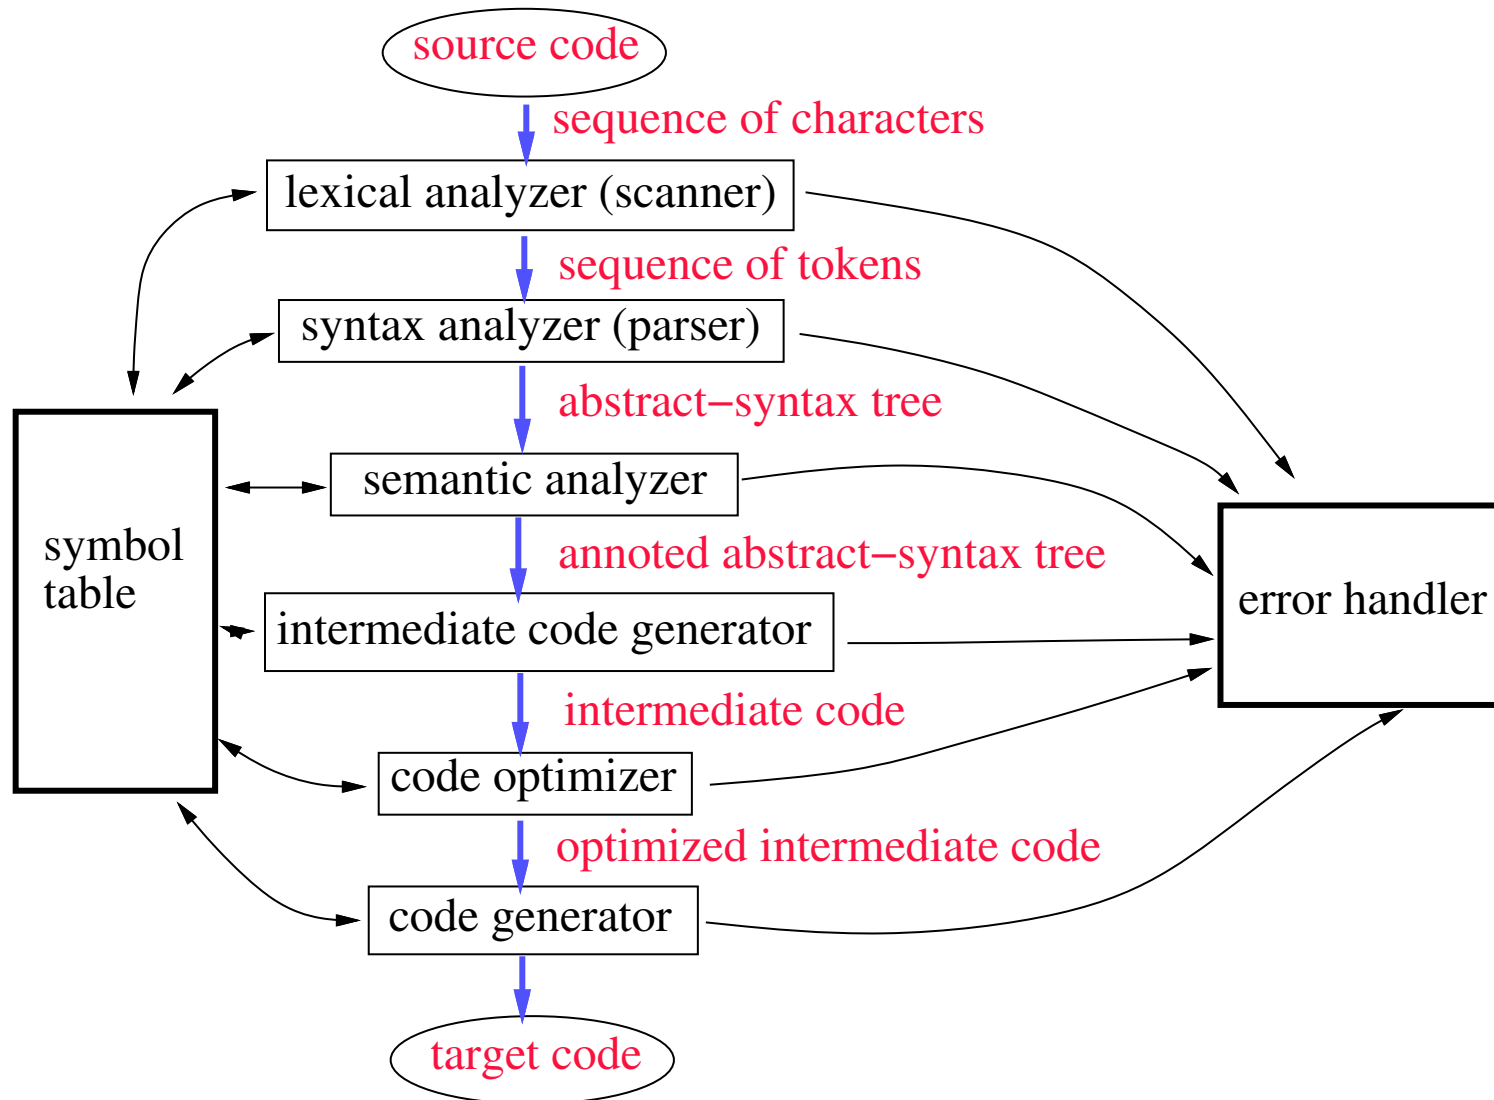 source code
sequence of characters
lexical analyzer (scanner)
sequence of tokens
syntax analyzer (parser)
abstract−syntax tree
semantic analyzer
symbol
table
annoted abstract−syntax tree
error handler
intermediate code generator
intermediate code
code optimizer
optimized intermediate code
code generator
target code